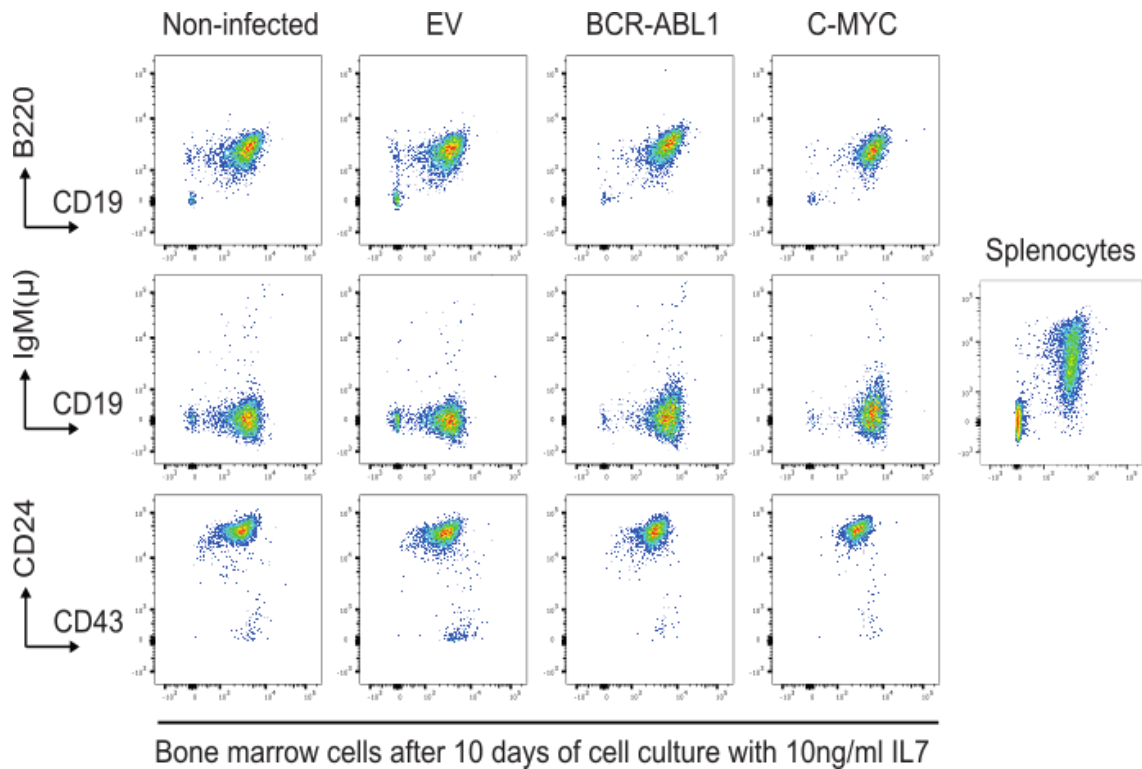 Non-infected EV BCR-ABL1 C-MYC
B220
CD19
IgM(μ)
CD19
Splenocytes
CD24
CD43
Bone marrow cells after 10 days of cell culture with 10ng/ml IL7